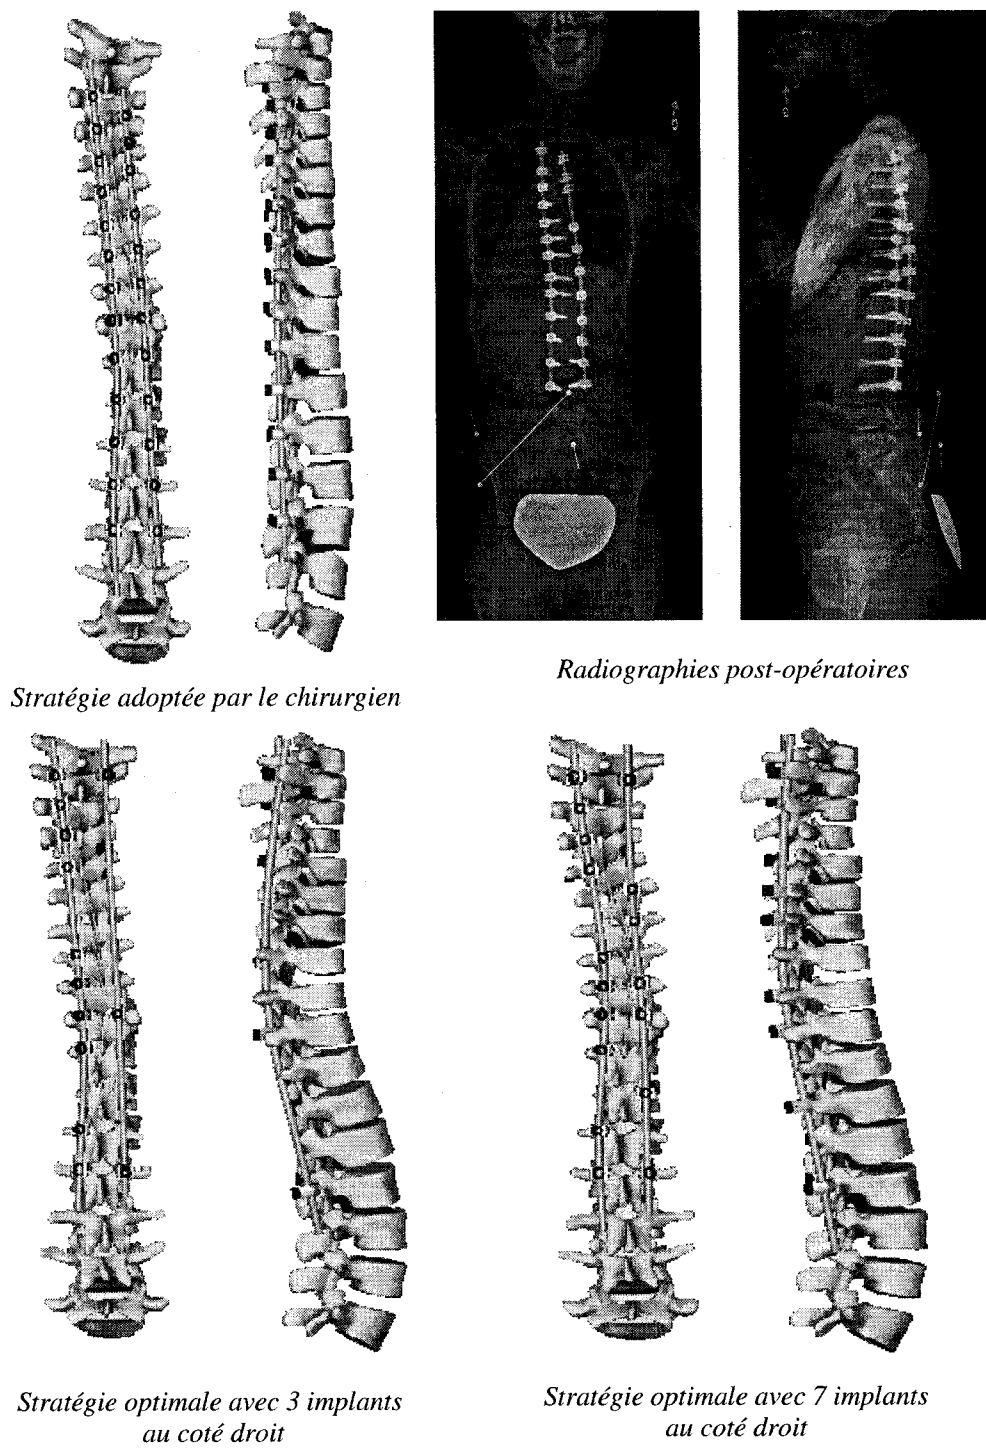 Radiographies post-opératoires
Stratégie adoptée par le chirurgien
Stratégie optimale avec 3 implants
au coté droit
Stratégie optimale avec 7 implants
au coté droit